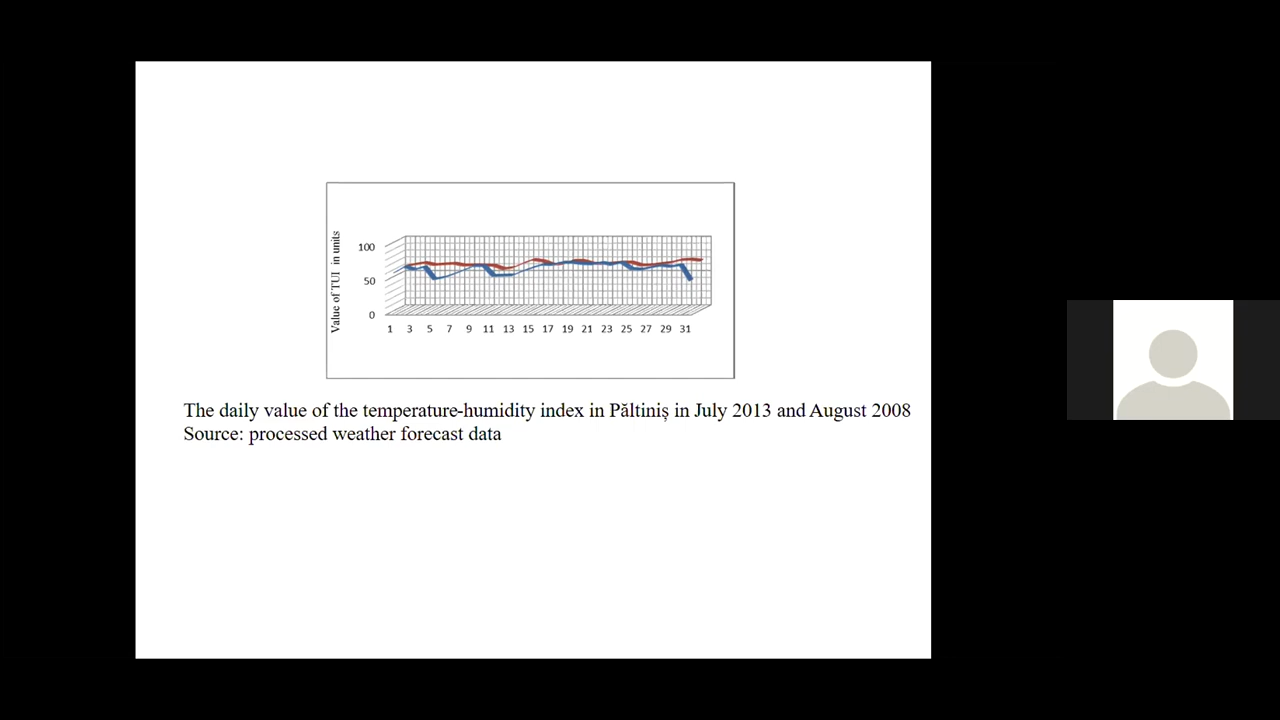 Value of TUI in units
100
50
0
1 3 5 7 9 11 13 15 17 19 21 23 25 27 29 31
The daily value of the temperature-humidity index in Păltiniș in July 2013 and August 2008
Source: processed weather forecast data